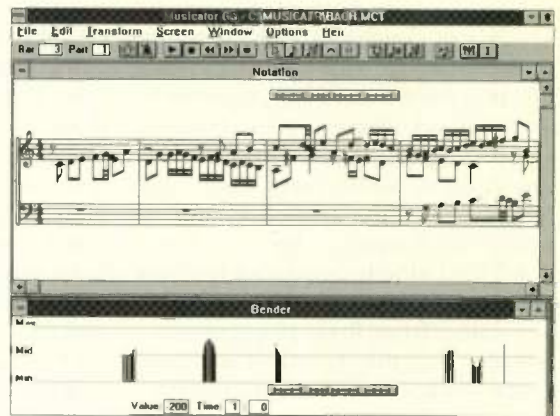 Musicator GS - C:\MUSICATR\BACH.MCT
File Edit Transform Screen Window Options Help
Bar 3 Part 1
Notation
Bender
Max
Mid
Min
Value 200 Time 1 0